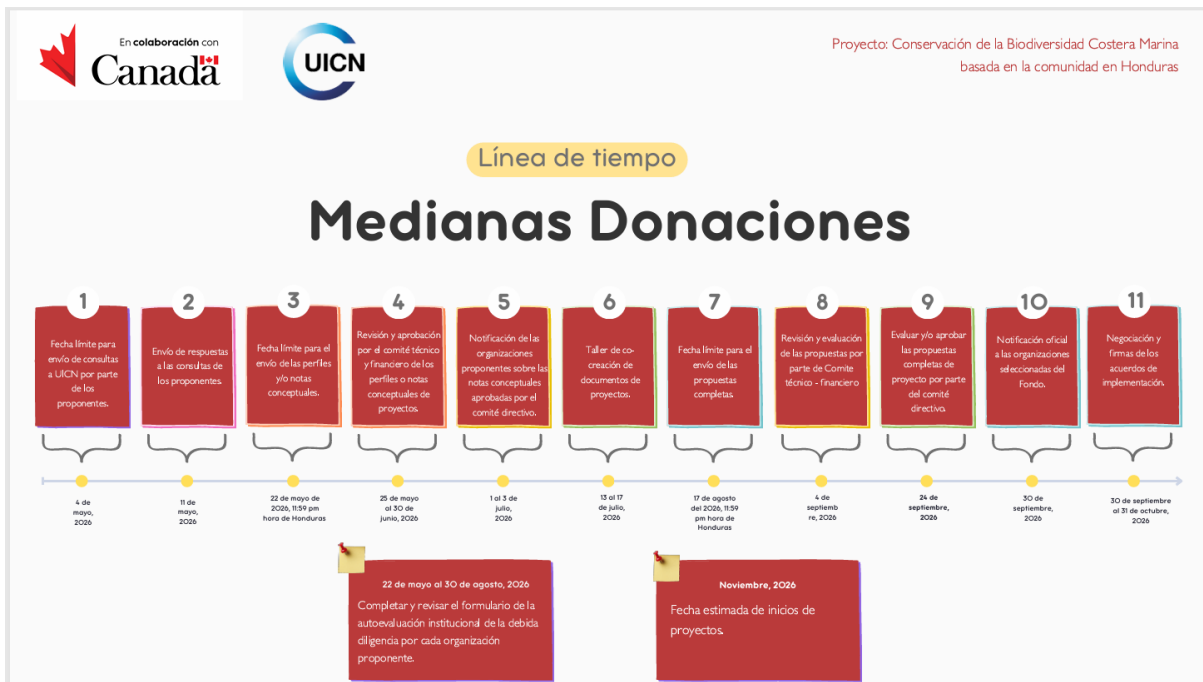 En colaboración con
Canada
UICN
Proyecto: Conservación de la Biodiversidad Costera Marina
basada en la comunidad en Honduras
Línea de tiempo
Medianas Donaciones
1
Fecha límite para
envío de consultas
a UICN por parte
de los
proponentes.
4 de
mayo,
2026
2
Envío de respuestas
a las consultas de
los proponentes.
11 de
mayo,
2026
3
Fecha límite para el
envío de las perfiles
y/o notas
conceptuales.
22 de mayo de
2026, 11:59 pm
hora de Honduras
4
Revisión y aprobación
por el comité técnico
y financiero de los
perfiles o notas
conceptuales de
proyectos.
25 de mayo
al 30 de
junio, 2026
5
Notificación de las
organizaciones
proponentes sobre las
notas conceptuales
aprobadas por el
comité directivo.
1 al 3 de
julio,
2026
6
Taller de co-
creación de
documentos de
proyectos.
13 al 17
de julio,
2026
7
Fecha límite para el
envío de las
propuestas
completas.
17 de agosto
del 2026, 11:59
pm hora de
Honduras
8
Revisión y evaluación
de las propuestas por
parte de Comite
técnico - financiero
4 de
septiemb
re, 2026
9
Evaluar y/o aprobar
las propuestas
completas de
proyecto por parte
del comité
directivo.
24 de
septiembre,
2026
10
Notificación oficial
a las organizaciones
seleccionadas del
Fondo.
30 de
septiembre,
2026
11
Negociación y
firmas de los
acuerdos de
implementación.
30 de septiembre
al 31 de octubre,
2026
22 de mayo al 30 de agosto, 2026
Completar y revisar el formulario de la
autoevaluación institucional de la debida
diligencia por cada organización
proponente.
Noviembre, 2026
Fecha estimada de inicios de
proyectos.